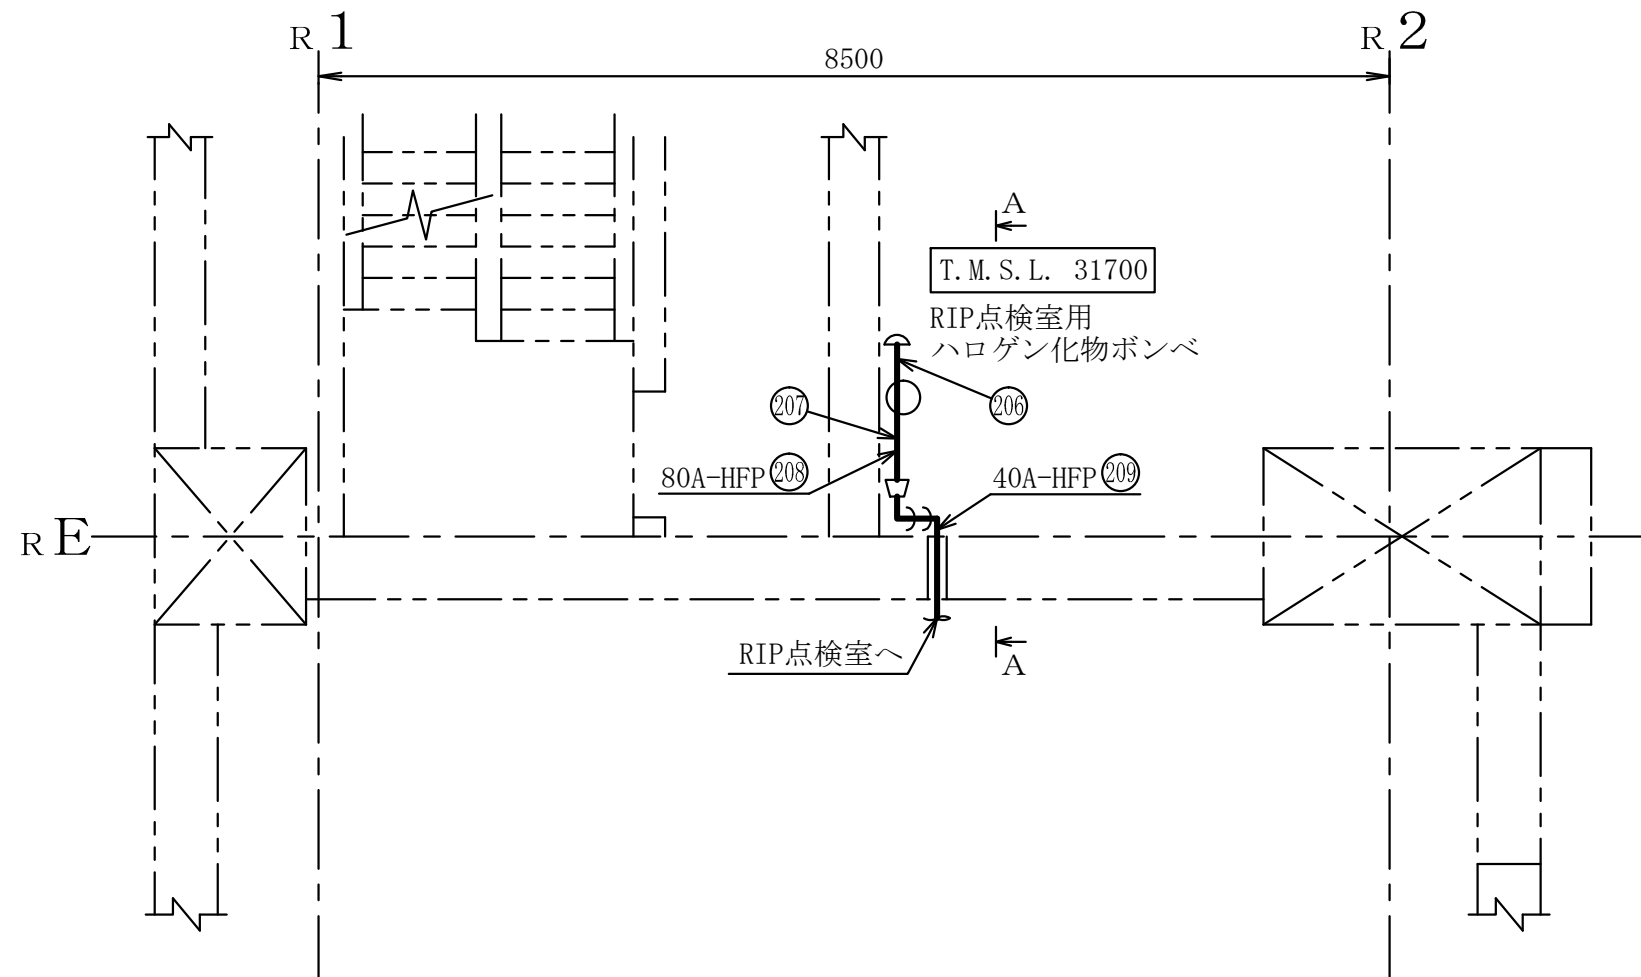 R 1
R 2
8500
A
T.M.S.L. 31700
RIP点検室用
ハロゲン化物ボンベ
207
206
80A-HFP 208
40A-HFP 209
R E
RIP点検室へ
A